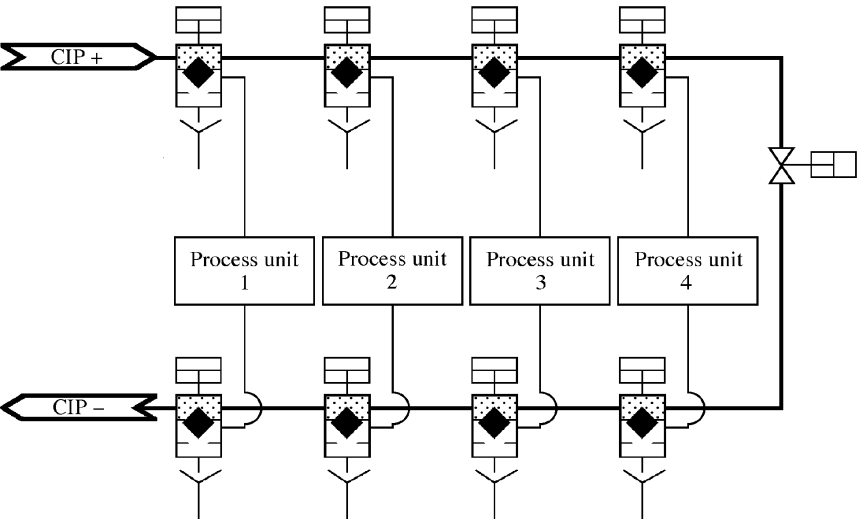 CIP +
Process unit
1
Process unit
2
Process unit
3
Process unit
4
CIP –